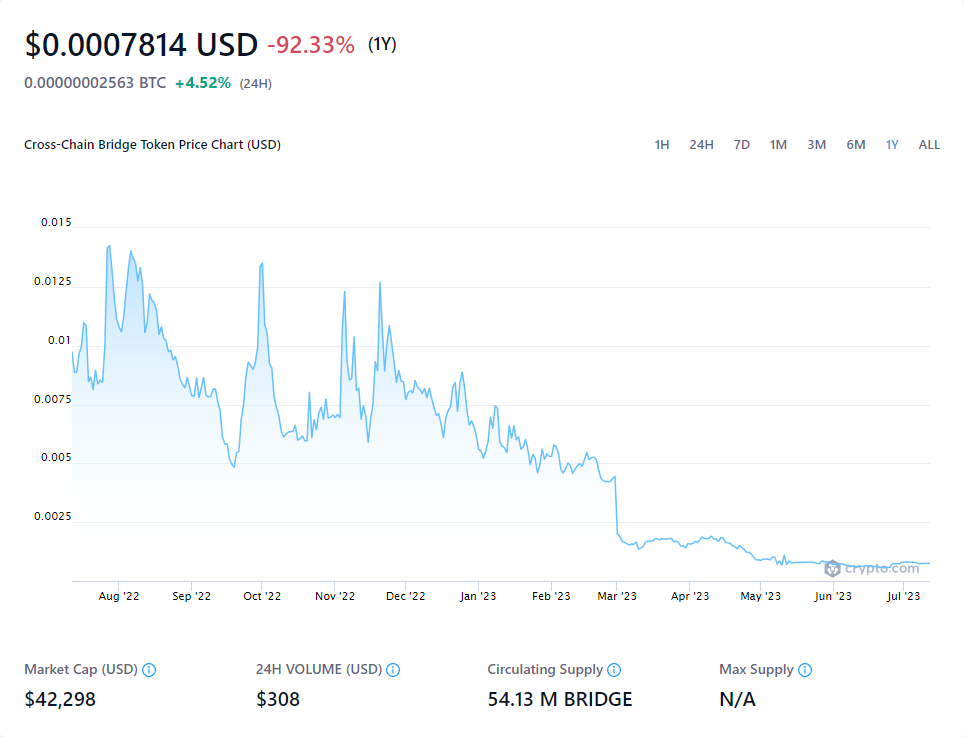 $0.0007814 USD -92.33% (1Y)
0.00000002563 BTC +4.52% (24H)
Cross-Chain Bridge Token Price Chart (USD)
1H 24H 7D 1M 3M 6M 1Y ALL
0.015
0.0125
0.01
0.0075
0.005
0.0025
crypto.com
Aug '22 Sep '22 Oct '22 Nov '22 Dec '22 Jan '23 Feb '23 Mar '23 Apr '23 May '23 Jun '23 Jul '23
Market Cap (USD) 24H VOLUME (USD) Circulating Supply Max Supply
$42,298 $308 54.13 M BRIDGE N/A